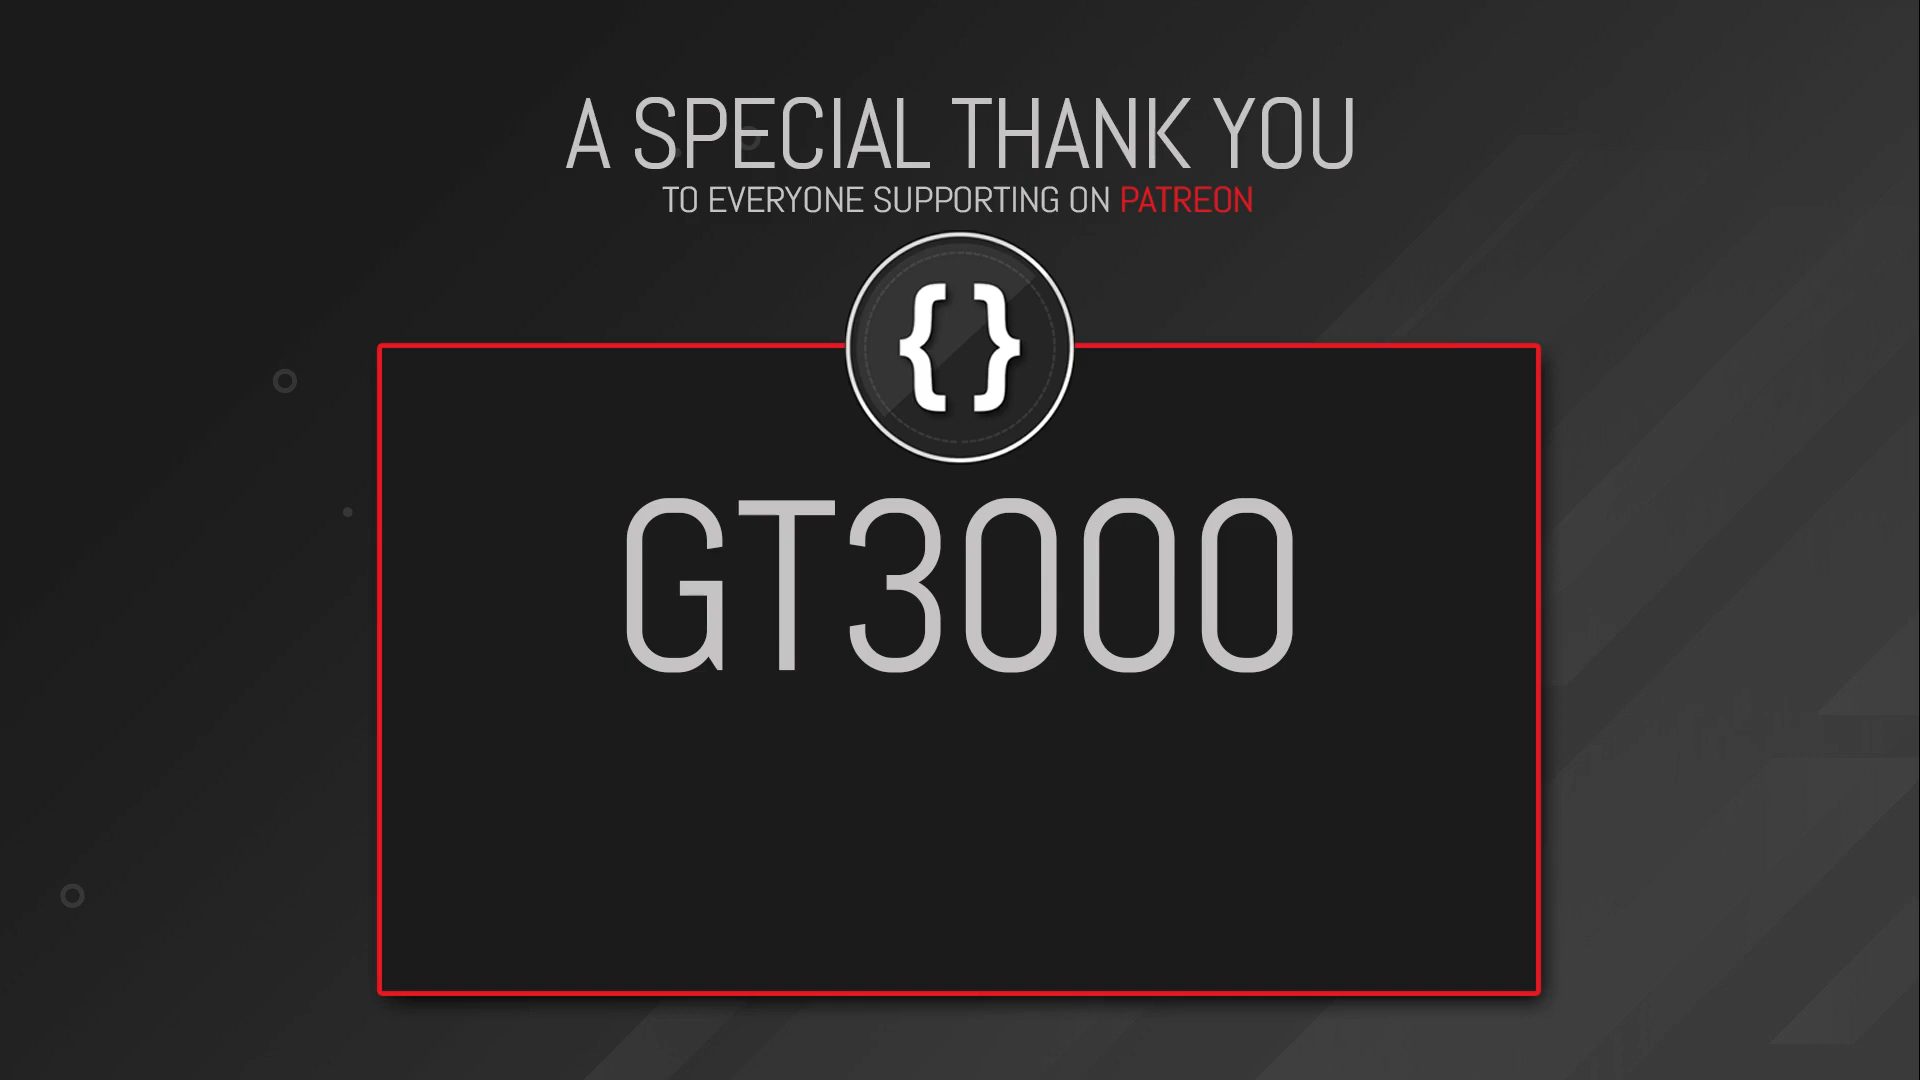 A SPECIAL THANK YOU
TO EVERYONE SUPPORTING ON PATREON
{ }
GT3000